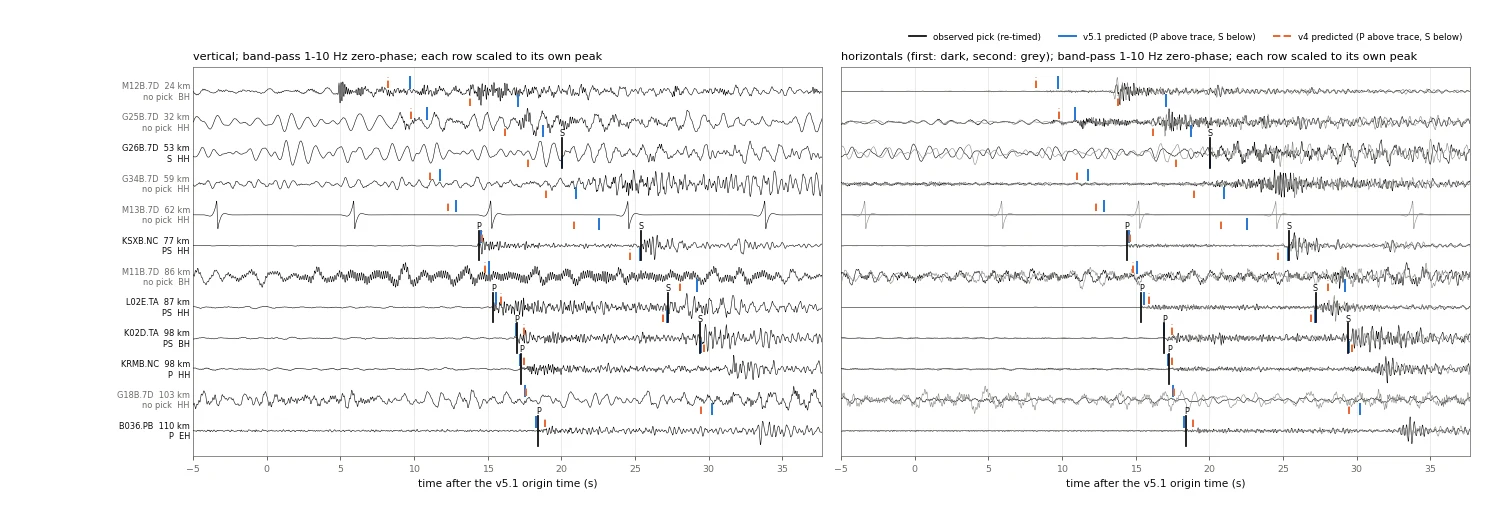 observed pick (re-timed) v5.1 predicted (P above trace, S below) v4 predicted (P above trace, S below)
vertical; band-pass 1-10 Hz zero-phase; each row scaled to its own peak
horizontals (first: dark, second: grey); band-pass 1-10 Hz zero-phase; each row scaled to its own peak
M12B.7D 24 km
no pick BH
G25B.7D 32 km
no pick HH
S S
G26B.7D 53 km
S HH
G34B.7D 59 km
no pick HH
M13B.7D 62 km
no pick HH
P S P S
KSXB.NC 77 km
PS HH
M11B.7D 86 km
no pick BH
P S P S
L02E.TA 87 km
PS HH
P S P S
K02D.TA 98 km
PS BH
P P
KRMB.NC 98 km
P HH
G18B.7D 103 km
no pick HH
P P
B036.PB 110 km
P EH
−5 0 5 10 15 20 25 30 35
−5 0 5 10 15 20 25 30 35
time after the v5.1 origin time (s)
time after the v5.1 origin time (s)